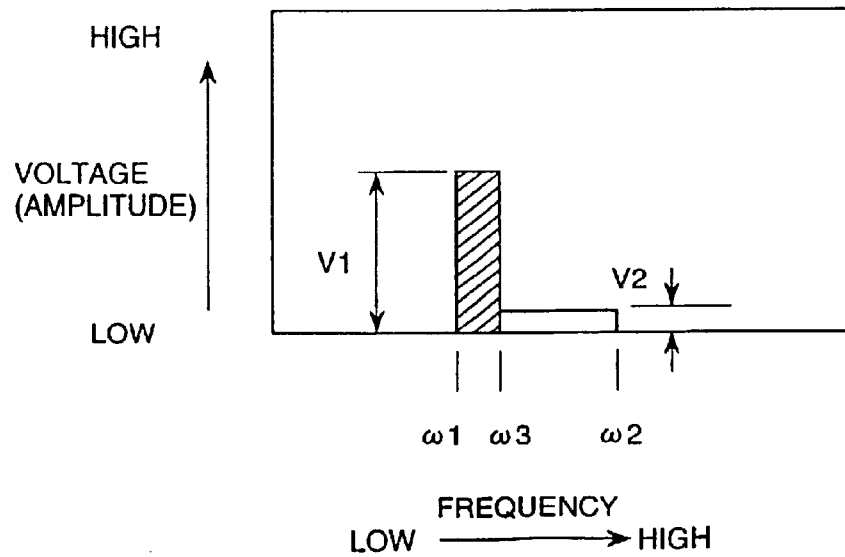 HIGH
VOLTAGE
(AMPLITUDE)
V1
V2
LOW
ω1 ω3 ω2
FREQUENCY
LOW HIGH